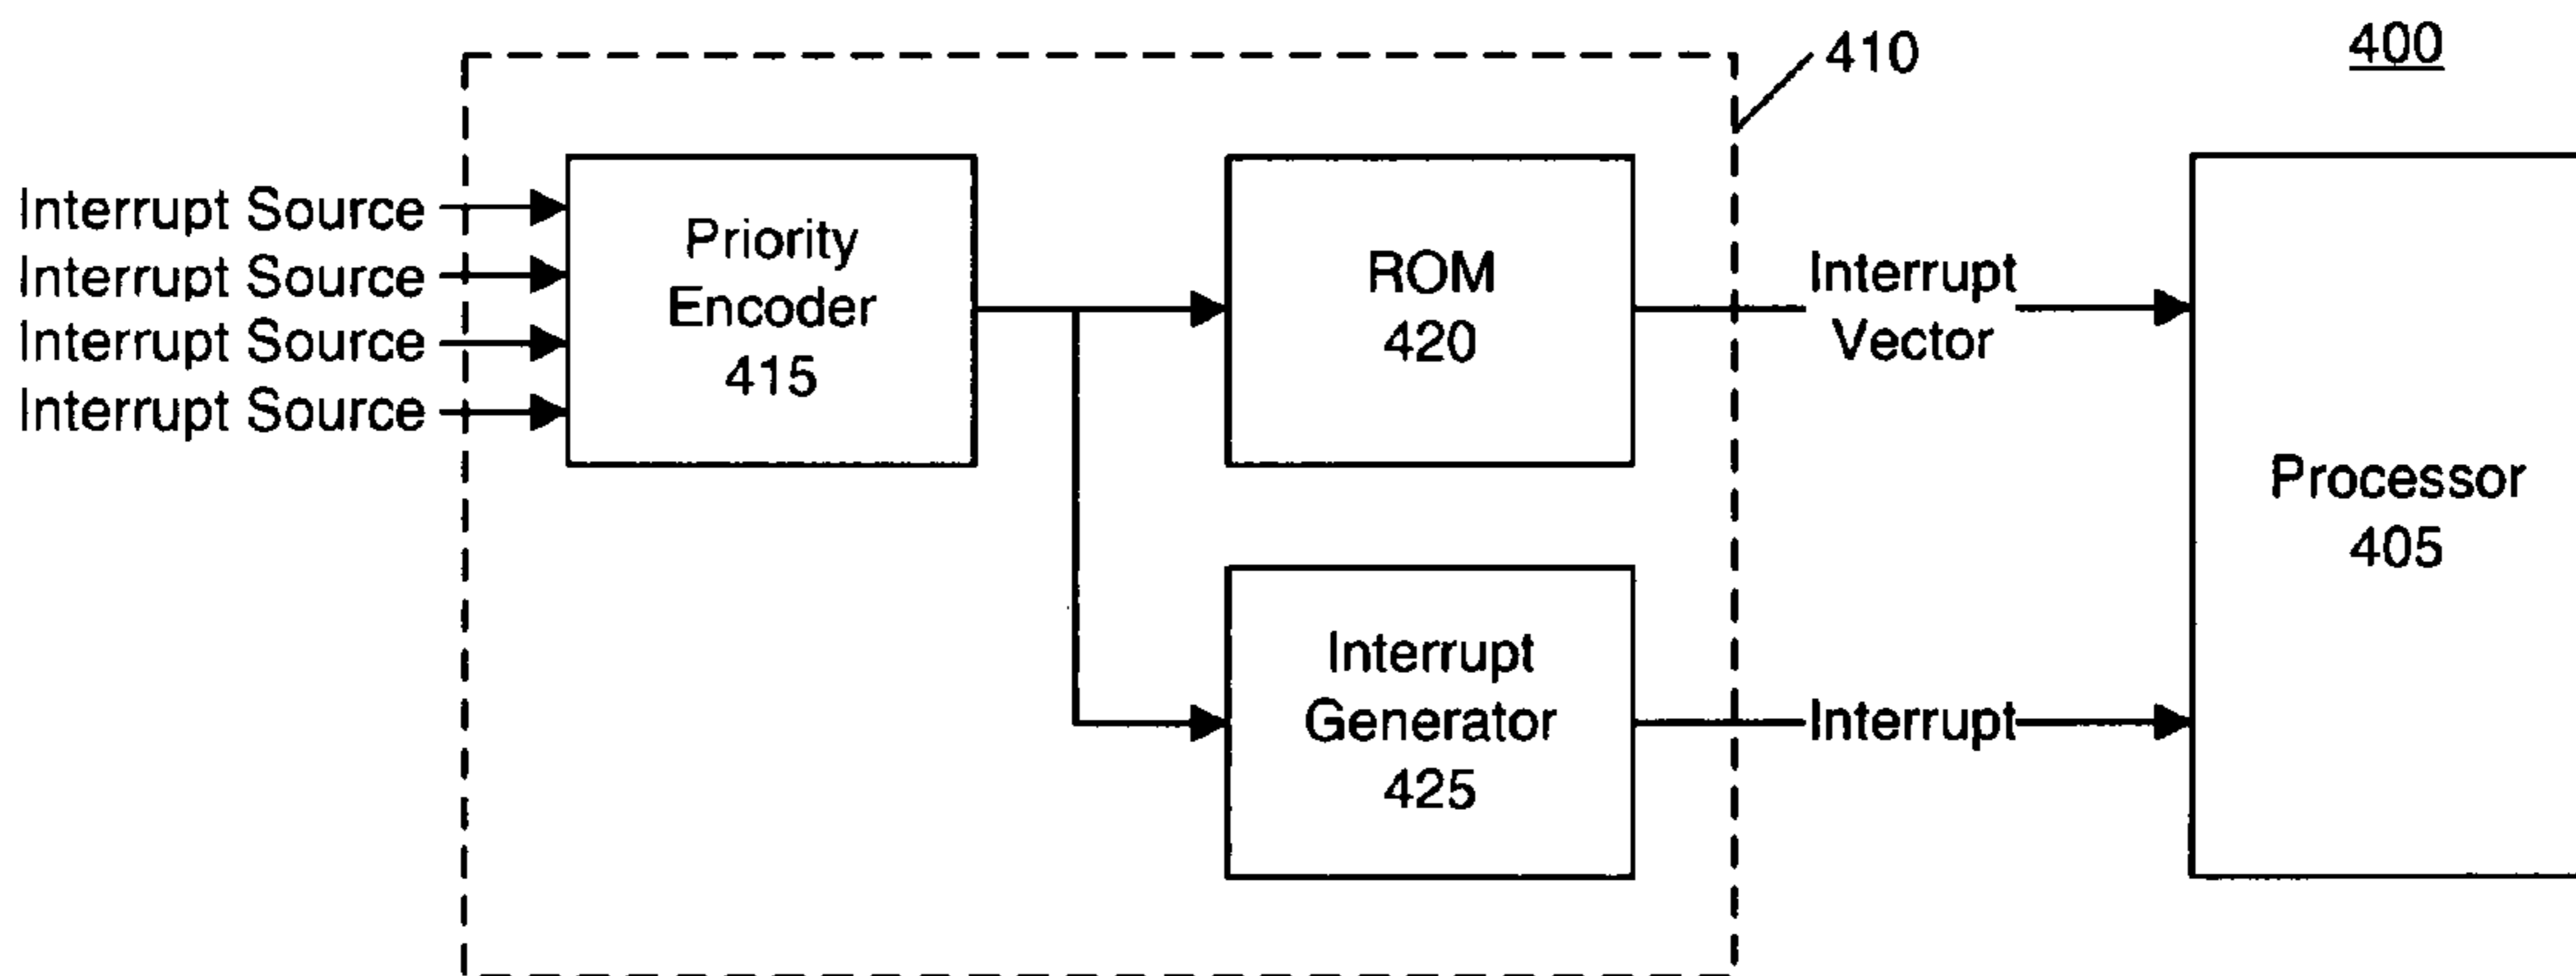 400
410
Interrupt Source
Interrupt Source
Interrupt Source
Interrupt Source
Priority
Encoder
415
ROM
420
Interrupt
Vector
Processor
405
Interrupt
Generator
425
Interrupt